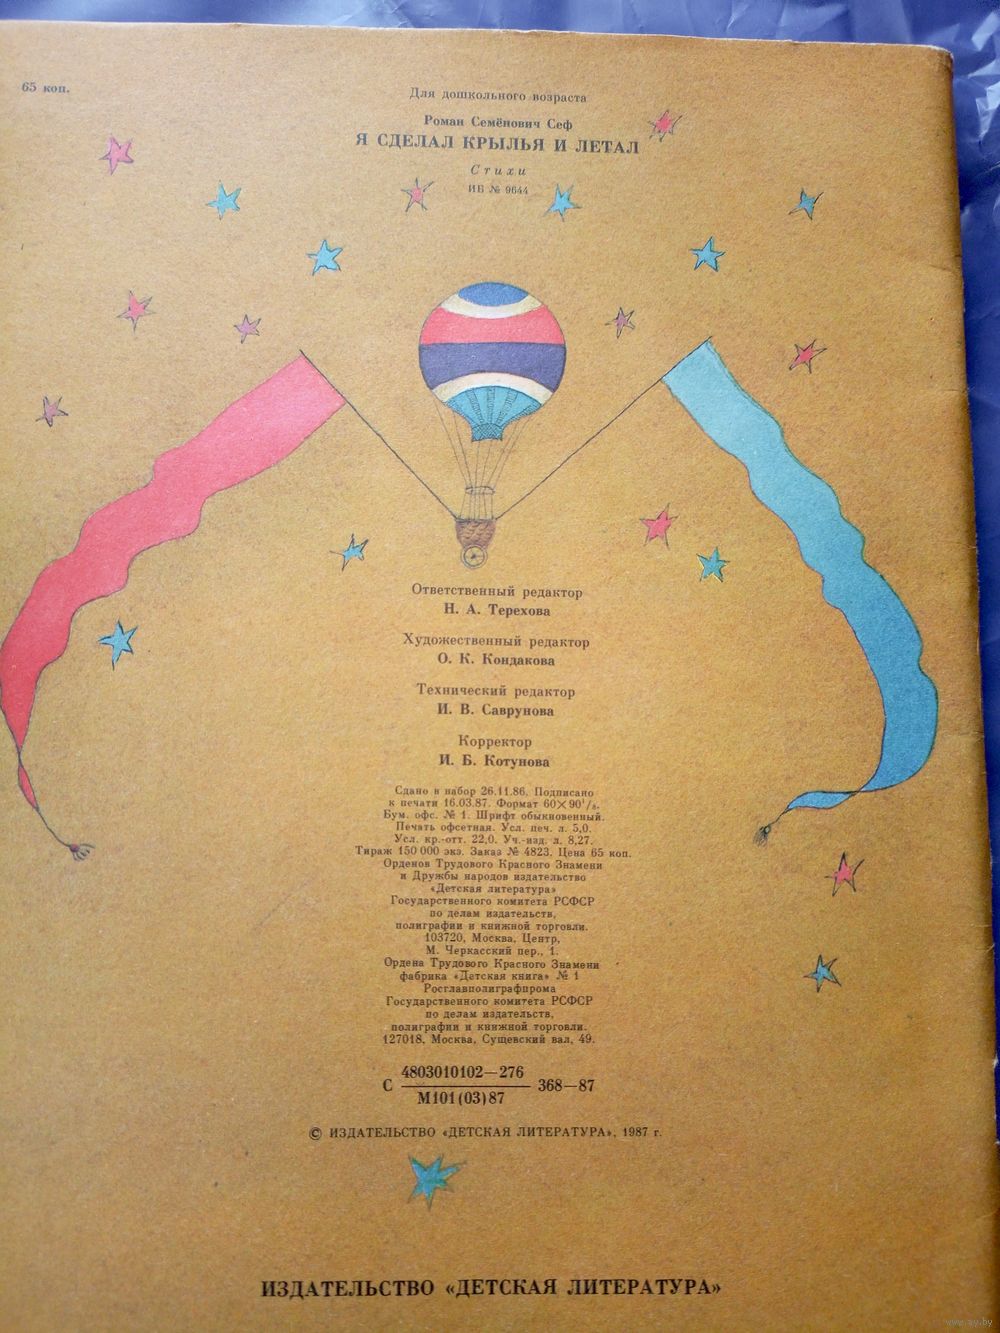 65 коп.
Для дошкольного возраста
Роман Семёнович Сеф
Я СДЕЛАЛ КРЫЛЬЯ И ЛЕТАЛ
Стихи
ИБ № 9644
Ответственный редактор
Н. А. Терехова
Художественный редактор
О. К. Кондакова
Технический редактор
И. В. Саврунова
Корректор
И. Б. Котунова
Сдано в набор 26.11.86. Подписано
к печати 16.03.87. Формат 60×90¹/₈.
Бум. офс. № 1. Шрифт обыкновенный.
Печать офсетная. Усл. печ. л. 5,0.
Усл. кр.-отт. 22,0. Уч.-изд. л. 8,27.
Тираж 150 000 экз. Заказ № 4823. Цена 65 коп.
Орденов Трудового Красного Знамени
и Дружбы народов издательство
«Детская литература»
Государственного комитета РСФСР
по делам издательств,
полиграфии и книжной торговли.
103720, Москва, Центр,
М. Черкасский пер., 1.
Ордена Трудового Красного Знамени
фабрика «Детская книга» № 1
Росглавполиграфпрома
Государственного комитета РСФСР
по делам издательств,
полиграфии и книжной торговли.
127018, Москва, Сущевский вал, 49.
4803010102—276
С 368—87
М101(03)87
© ИЗДАТЕЛЬСТВО «ДЕТСКАЯ ЛИТЕРАТУРА», 1987 г.
ИЗДАТЕЛЬСТВО «ДЕТСКАЯ ЛИТЕРАТУРА»
www.ay.by